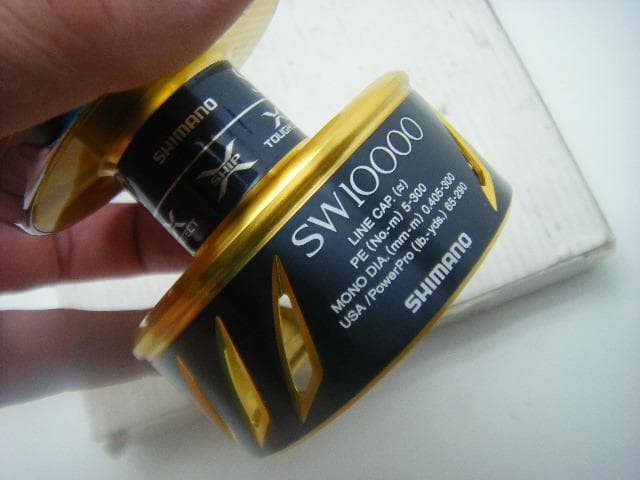 SHIMANO
X
SHIP
X
TOUGH
SW10000
LINE CAP. (≈)
PE (No.-m) 5-300
MONO DIA. (mm-m) 0.405-300
USA /PowerPro (lb.-yds.) 65-290
SHIMANO